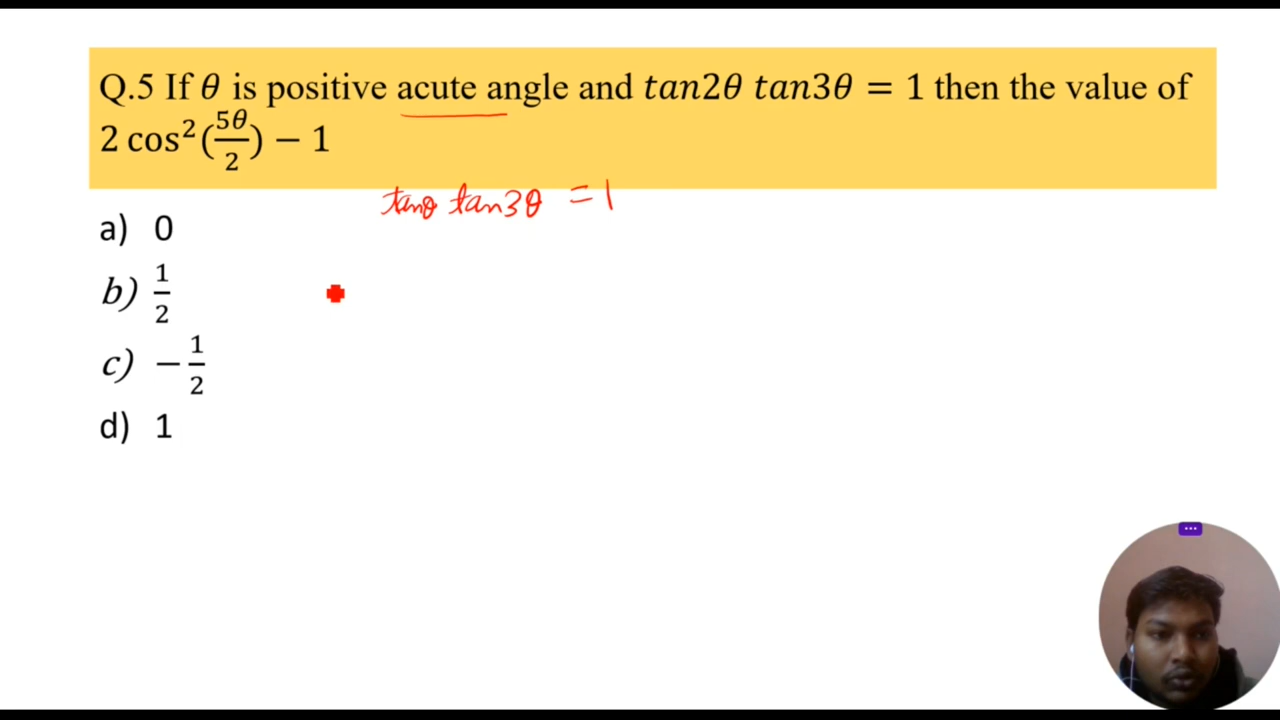 Q.5 If θ is positive acute angle and tan2θ tan3θ = 1 then the value of
2 cos²(5θ/2) − 1
tanθ tan3θ = 1
a) 0
b) 1/2
c) −1/2
d) 1